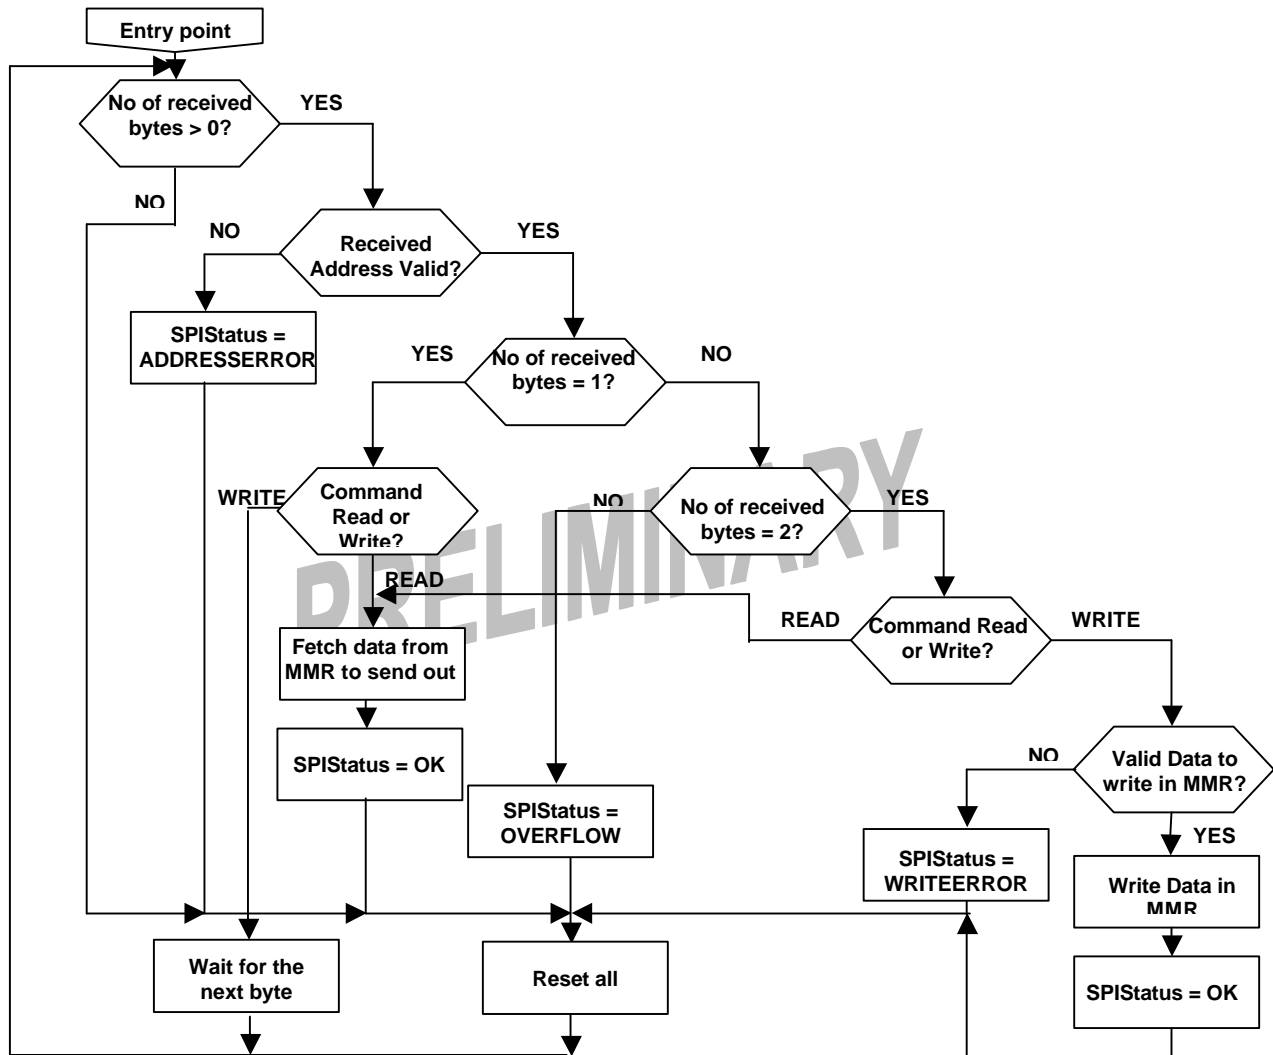 Entry point
No of received
bytes > 0?
YES
NO
Received
Address Valid?
NO
YES
SPIStatus =
ADDRESSERROR
No of received
bytes = 1?
YES
NO
Command
Read or
Write?
WRITE
READ
No of received
bytes = 2?
NO
YES
PRELIMINARY
Fetch data from
MMR to send out
Command Read
or Write?
READ
WRITE
SPIStatus = OK
Valid Data to
write in MMR?
NO
YES
SPIStatus =
OVERFLOW
SPIStatus =
WRITEERROR
Write Data in
MMR
Wait for the
next byte
Reset all
SPIStatus = OK